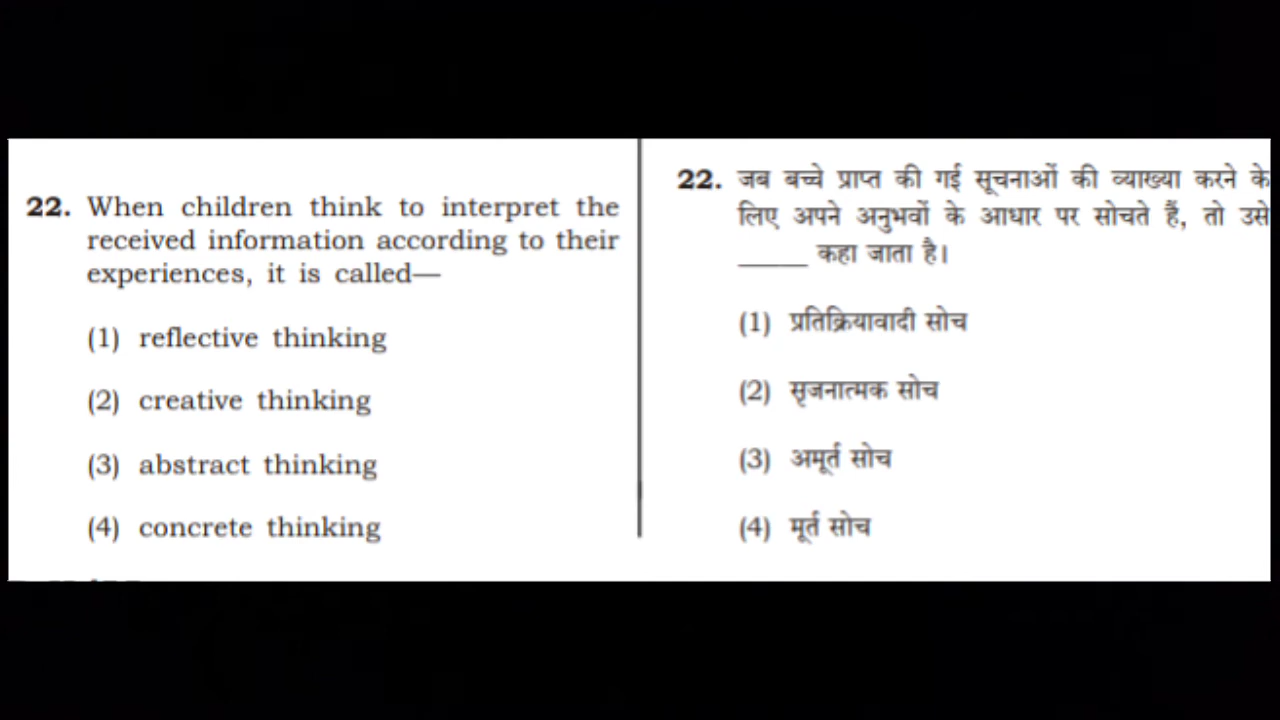 22. When children think to interpret the
received information according to their
experiences, it is called—
(1) reflective thinking
(2) creative thinking
(3) abstract thinking
(4) concrete thinking
22. जब बच्चे प्राप्त की गई सूचनाओं की व्याख्या करने के
लिए अपने अनुभवों के आधार पर सोचते हैं, तो उसे
_____ कहा जाता है।
(1) प्रतिक्रियावादी सोच
(2) सृजनात्मक सोच
(3) अमूर्त सोच
(4) मूर्त सोच